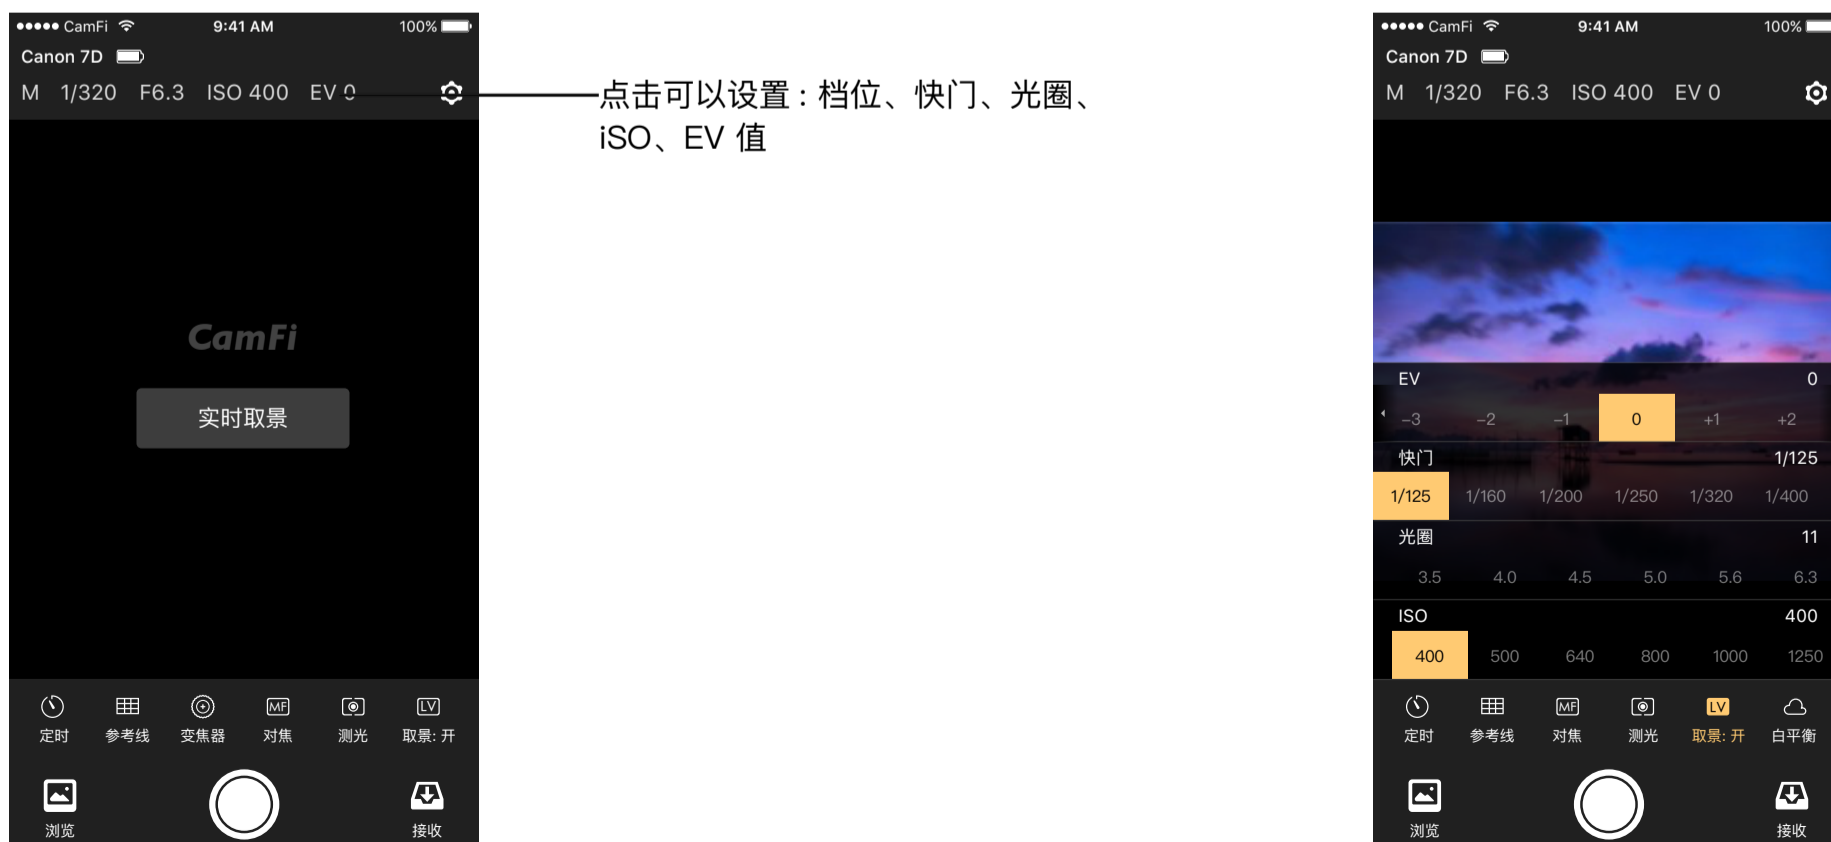 CamFi 9:41 AM 100%
Canon 7D
M 1/320 F6.3 ISO 400 EV 0
CamFi
实时取景
定时 参考线 变焦器 MF 对焦 测光 LV 取景: 开
浏览 接收
点击可以设置：档位、快门、光圈、
iSO、EV 值
CamFi 9:41 AM 100%
Canon 7D
M 1/320 F6.3 ISO 400 EV 0
EV 0
-3 -2 -1 0 +1 +2
快门 1/125
1/125 1/160 1/200 1/250 1/320 1/400
光圈 11
3.5 4.0 4.5 5.0 5.6 6.3
ISO 400
400 500 640 800 1000 1250
MF LV
定时 参考线 对焦 测光 取景: 开 白平衡
浏览 接收